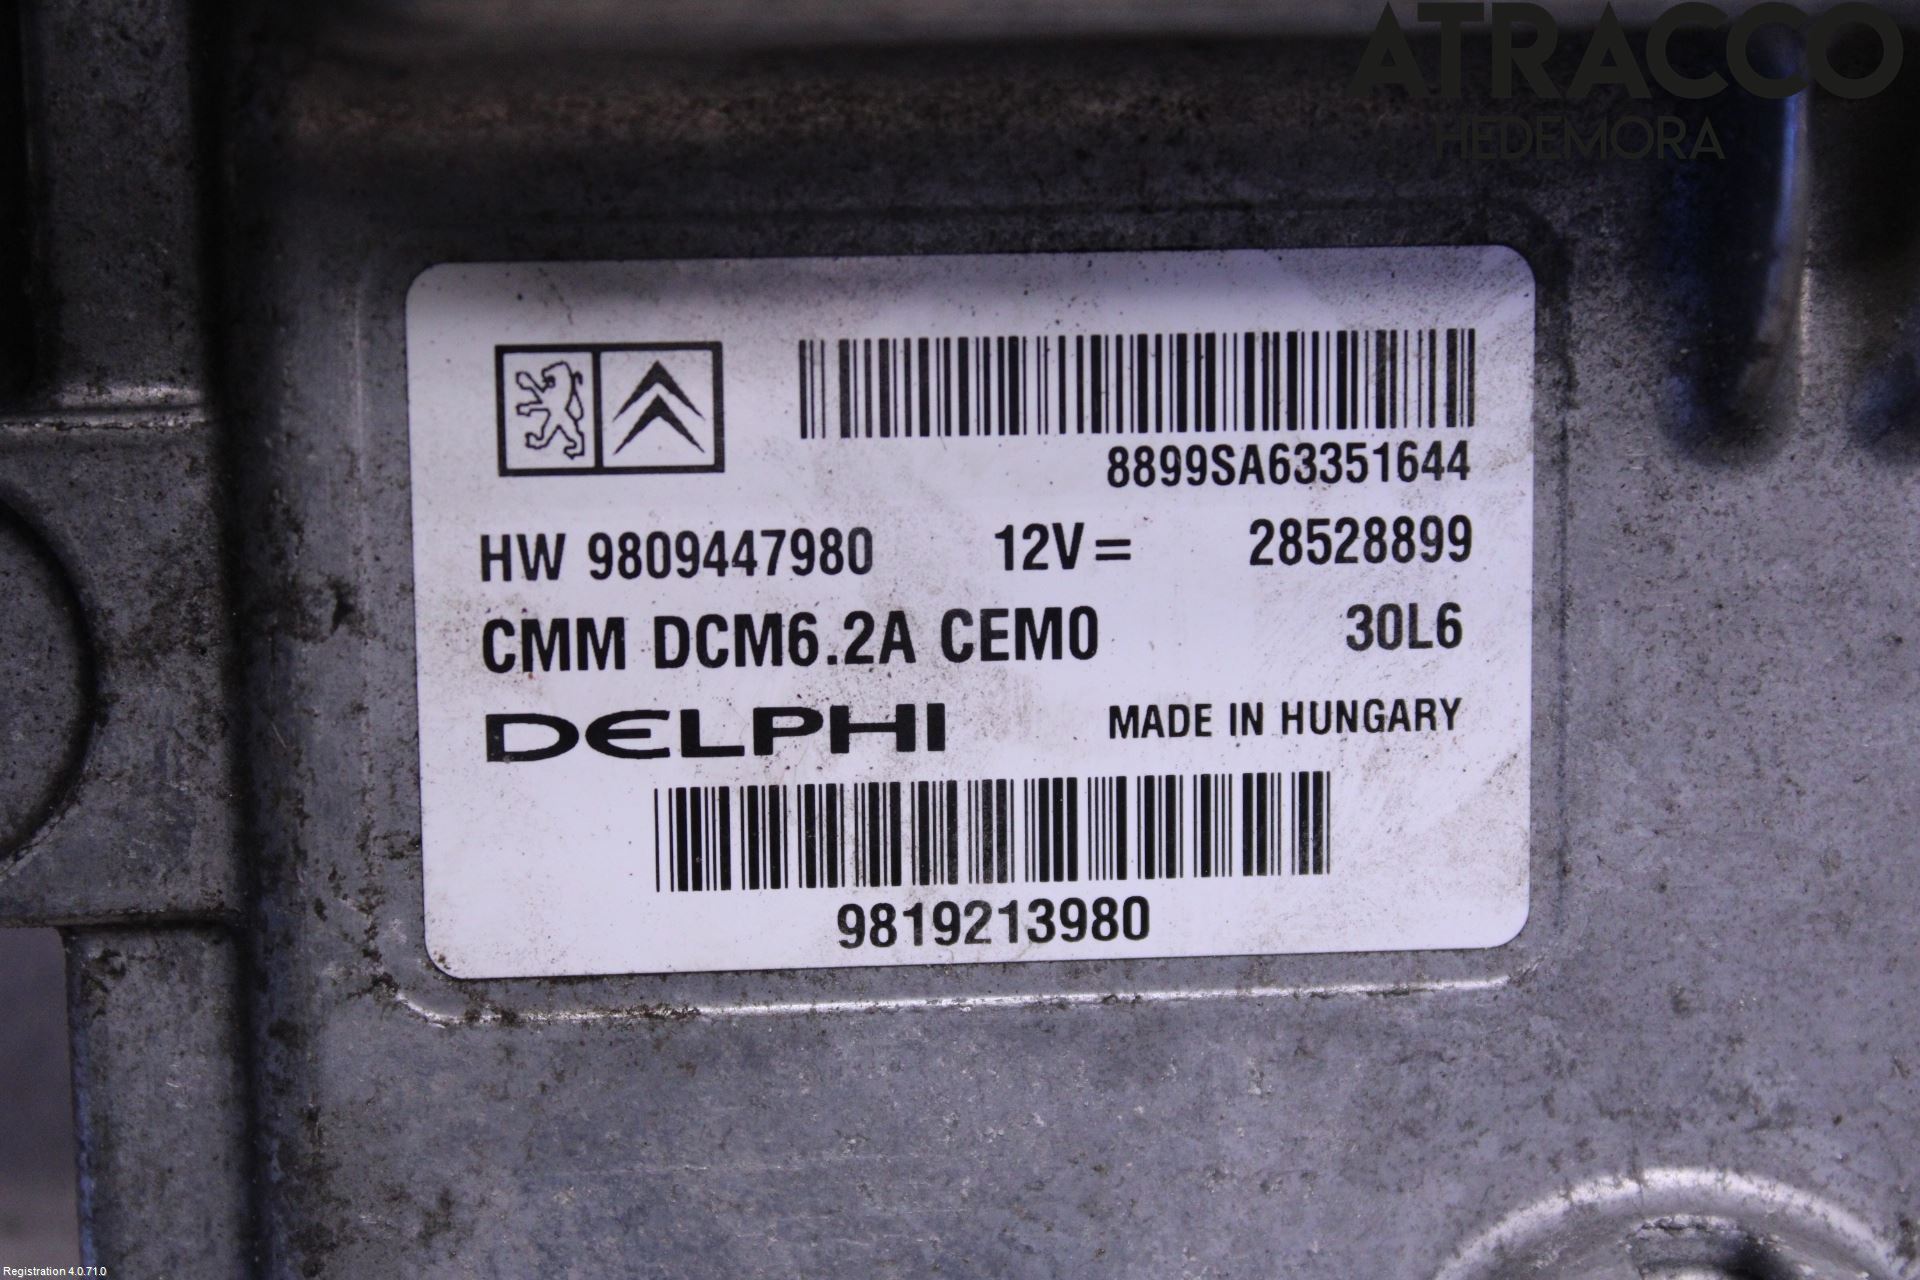 ATRACCO
HEDEMORA
8899SA63351644
HW 9809447980 12V= 28528899
CMM DCM6.2A CEM0 30L6
DELPHI MADE IN HUNGARY
9819213980
Registration 4.0.71.0